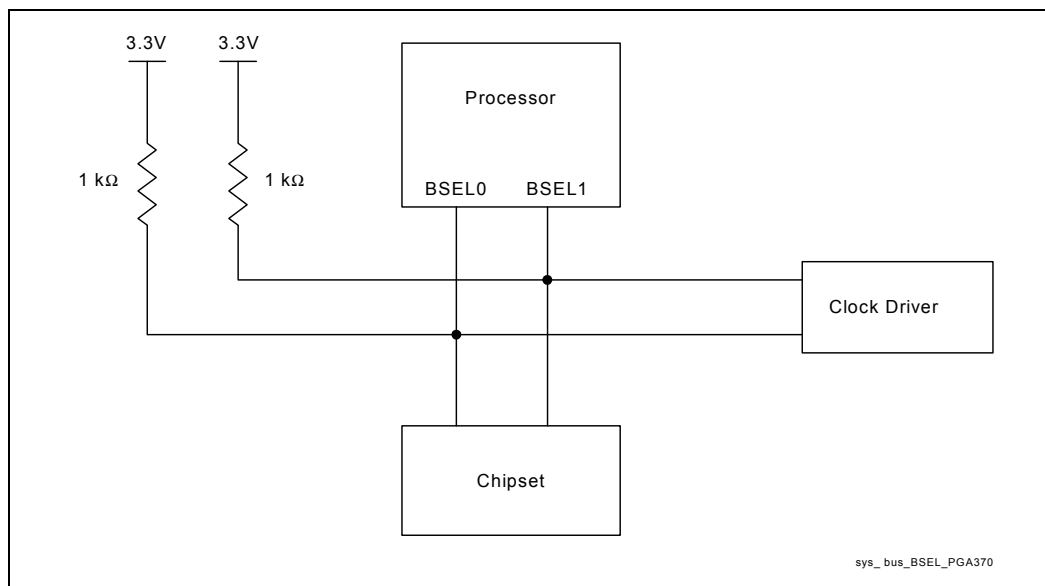 3.3V 3.3V
Processor
1 kΩ 1 kΩ
BSEL0 BSEL1
Clock Driver
Chipset
sys_ bus_BSEL_PGA370